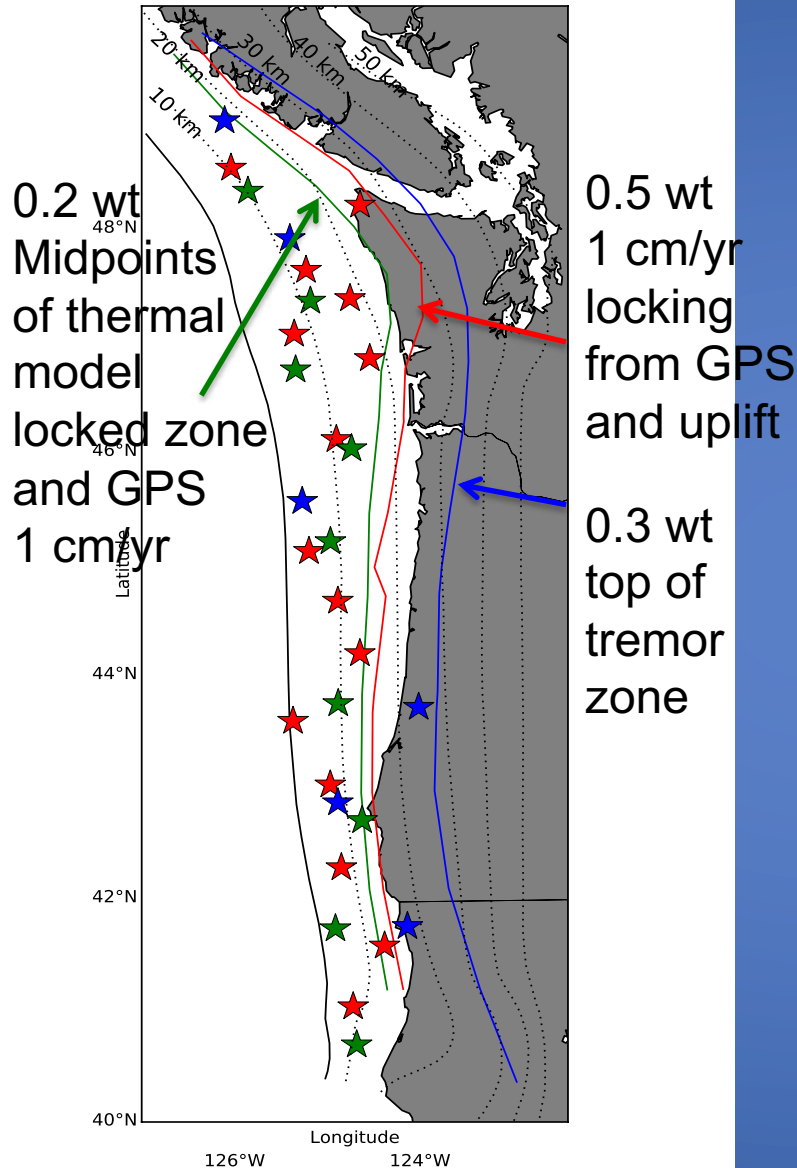 20 km
30 km
40 km
50 km
10 km
0.2 wt
Midpoints
of thermal
model
locked zone
and GPS
1 cm/yr
0.5 wt
1 cm/yr
locking
from GPS
and uplift
0.3 wt
top of
tremor
zone
48°N
46°N
44°N
42°N
40°N
Latitude
Longitude
126°W
124°W